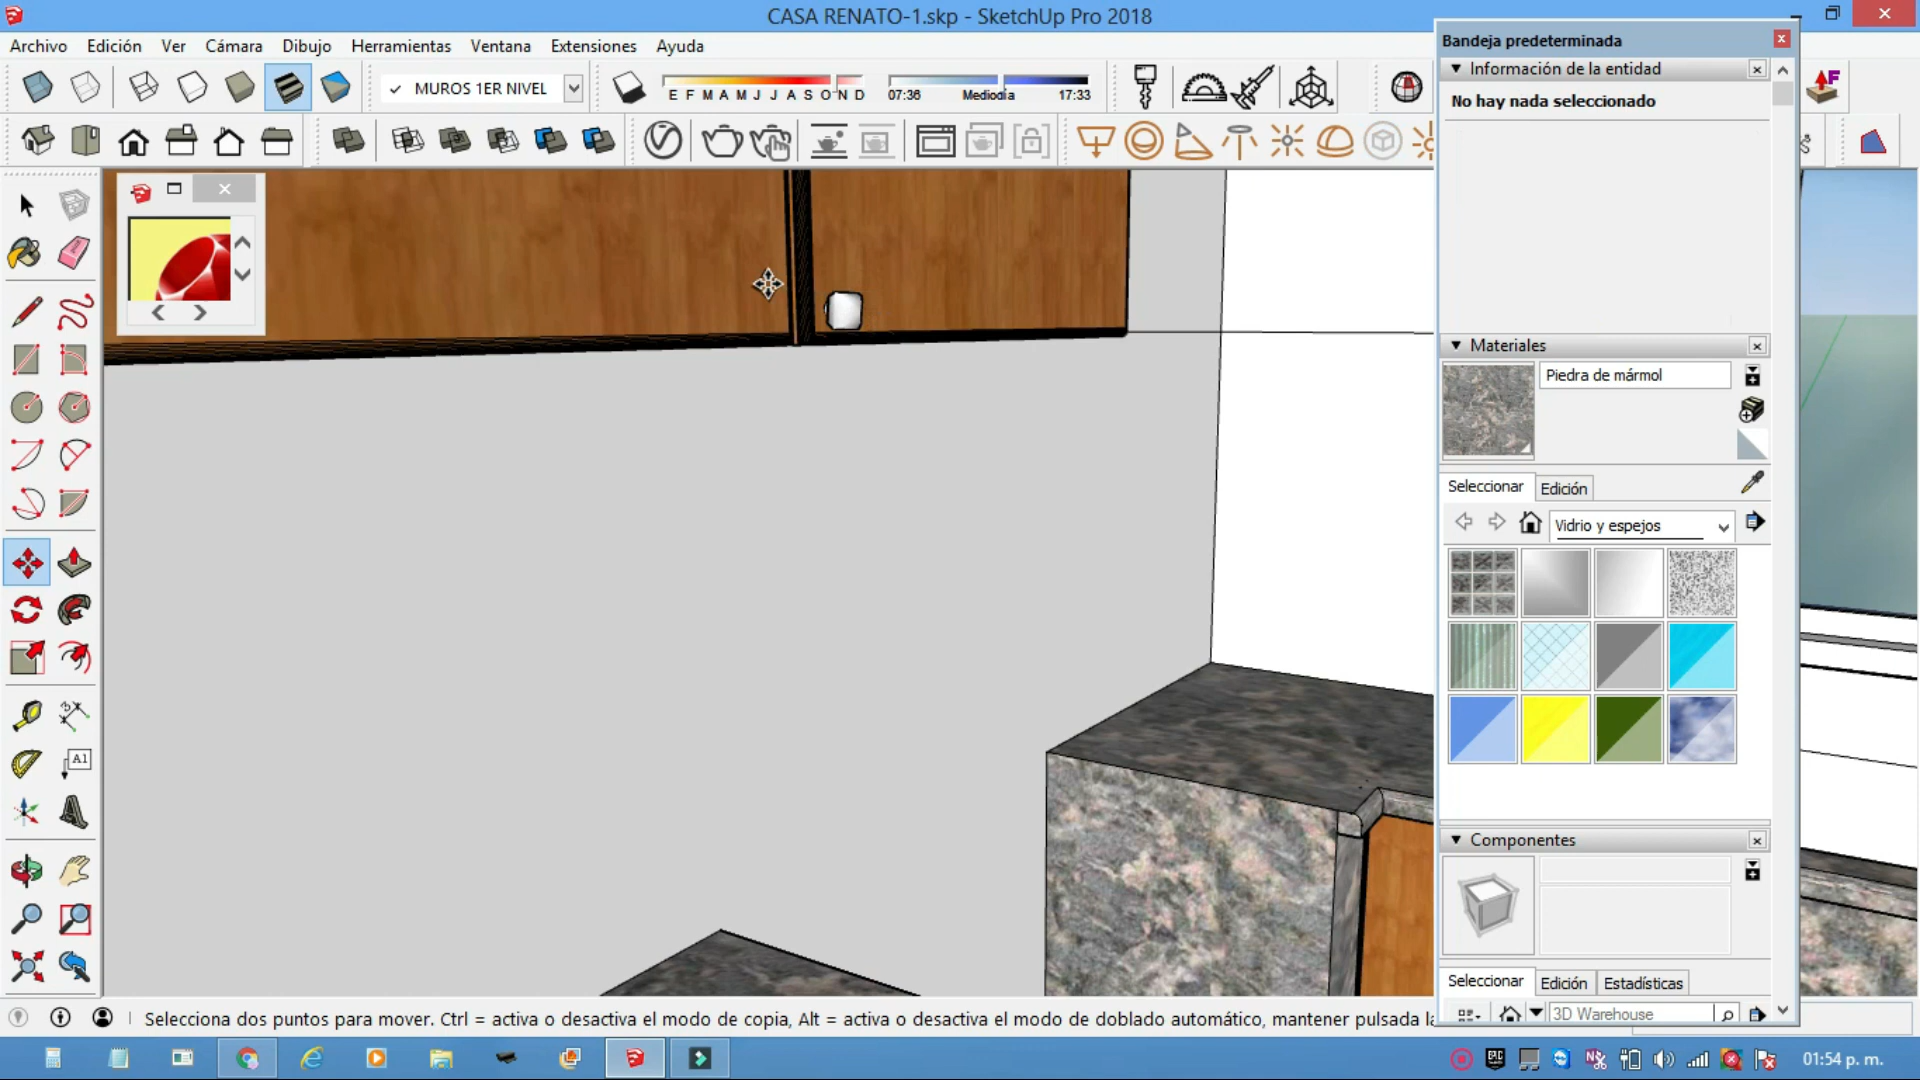 CASA RENATO-1.skp - SketchUp Pro 2018
Archivo Edición Ver Cámara Dibujo Herramientas Ventana Extensiones Ayuda
MUROS 1ER NIVEL
E F M A M J J A S O N D
07:36 Mediodía 17:33
Bandeja predeterminada
Información de la entidad
No hay nada seleccionado
Materiales
Piedra de mármol
Seleccionar Edición
Vidrio y espejos
Componentes
Seleccionar Edición Estadísticas
3D Warehouse
Selecciona dos puntos para mover. Ctrl = activa o desactiva el modo de copia, Alt = activa o desactiva el modo de doblado automático, mantener pulsada la
01:54 p. m.